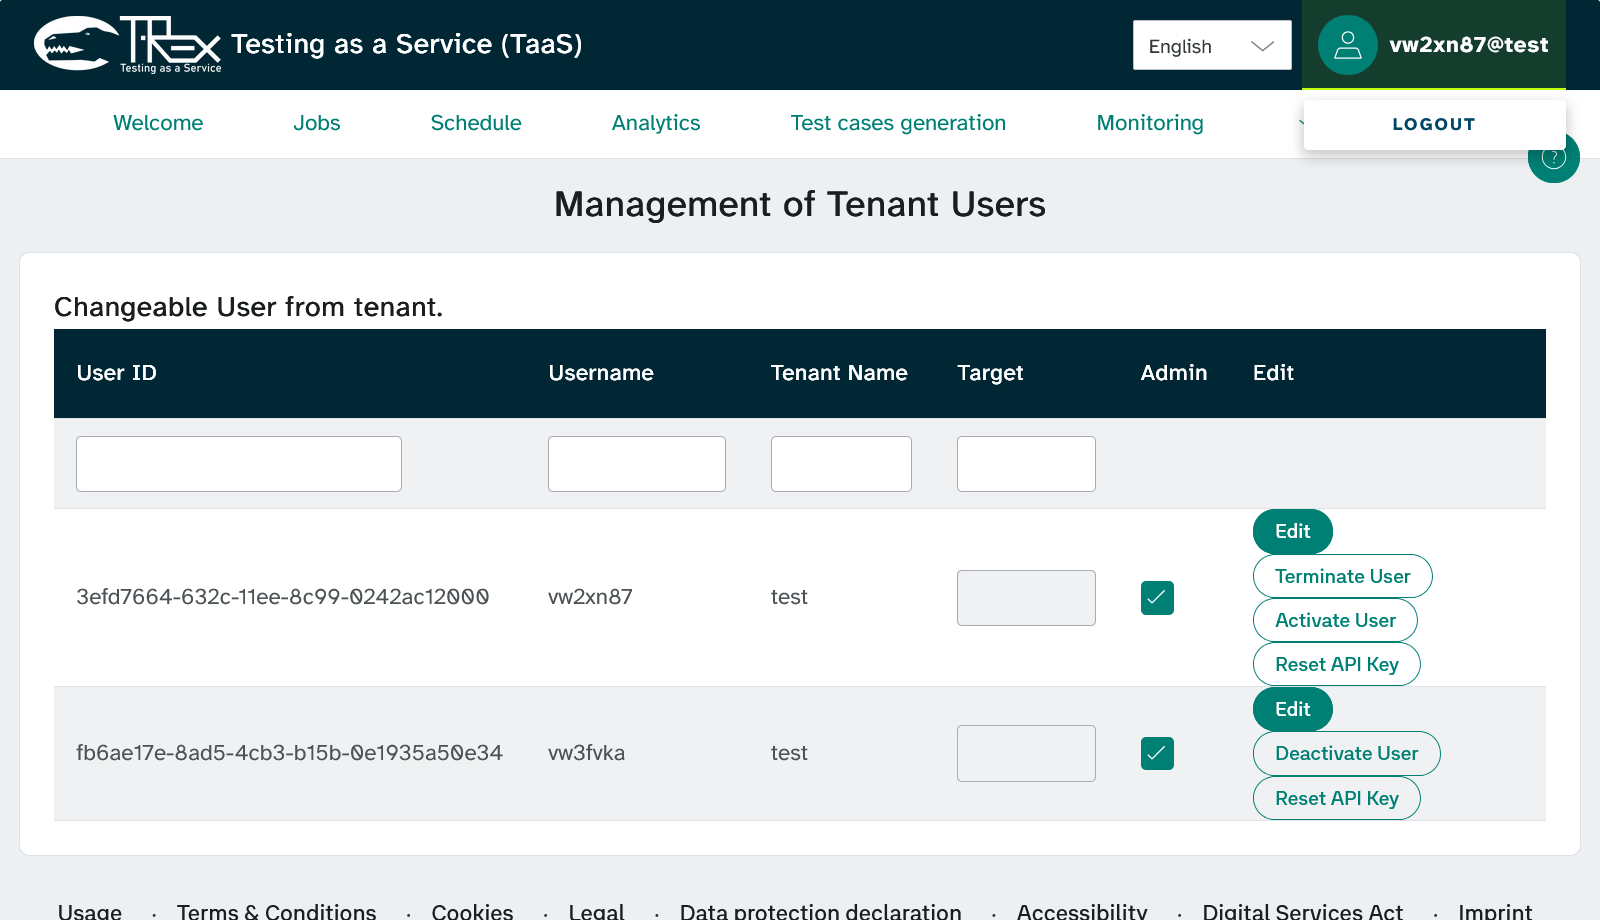 T-REX
Testing as a Service
Testing as a Service (TaaS)
English
vw2xn87@test
Welcome
Jobs
Schedule
Analytics
Test cases generation
Monitoring
LOGOUT
?
Management of Tenant Users
Changeable User from tenant.
User ID Username Tenant Name Target Admin Edit
3efd7664-632c-11ee-8c99-0242ac12000 vw2xn87 test
Edit
Terminate User
Activate User
Reset API Key
fb6ae17e-8ad5-4cb3-b15b-0e1935a50e34 vw3fvka test
Edit
Deactivate User
Reset API Key
Usage · Terms & Conditions · Cookies · Legal · Data protection declaration · Accessibility · Digital Services Act · Imprint